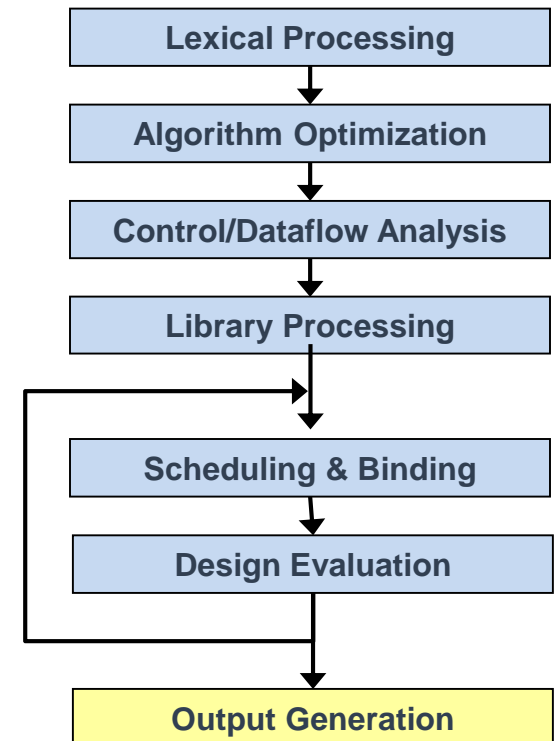 Lexical Processing
Algorithm Optimization
Control/Dataflow Analysis
Library Processing
Scheduling & Binding
Design Evaluation
Output Generation